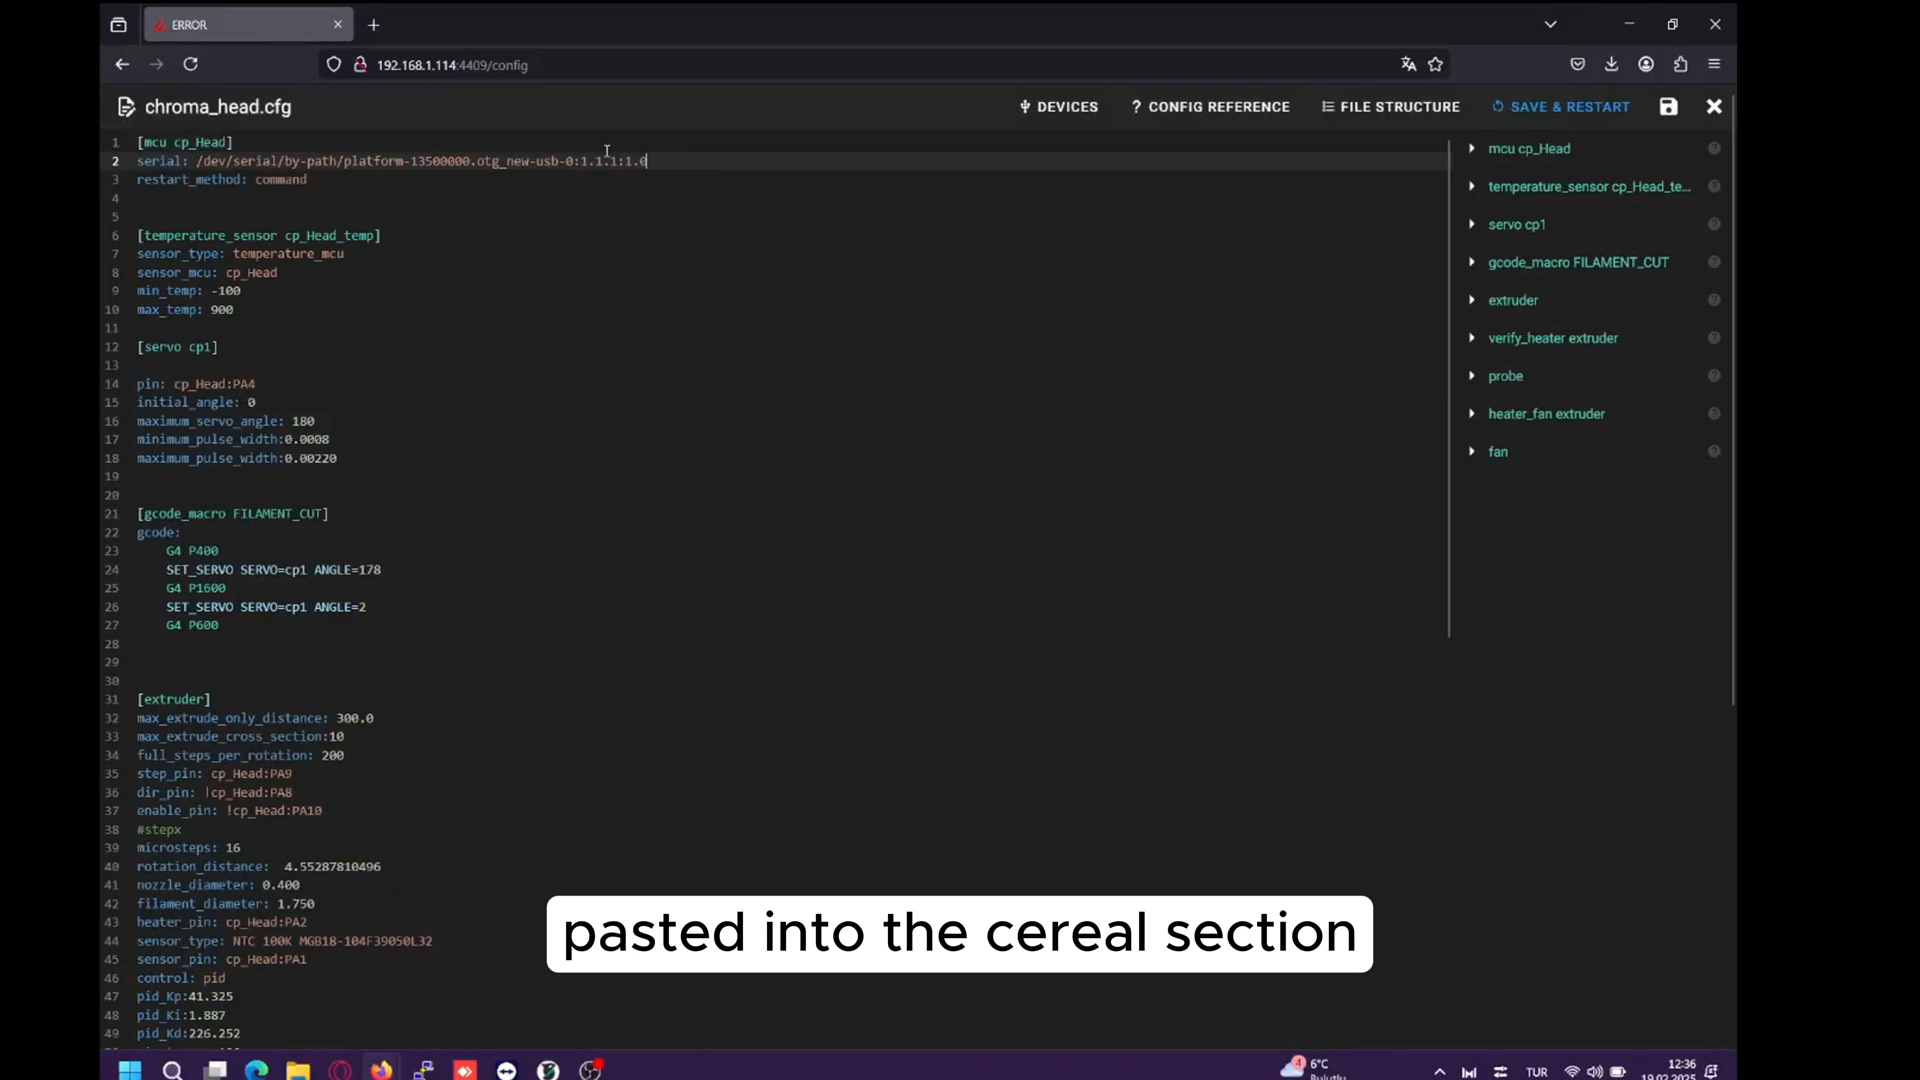 ERROR
192.168.1.114:4409/config
chroma_head.cfg
DEVICES
? CONFIG REFERENCE
FILE STRUCTURE
SAVE & RESTART
1 [mcu cp_Head]
2 serial: /dev/serial/by-path/platform-13500000.otg_new-usb-0:1.1.1:1.0
3 restart_method: command
4
5
6 [temperature_sensor cp_Head_temp]
7 sensor_type: temperature_mcu
8 sensor_mcu: cp_Head
9 min_temp: -100
10 max_temp: 900
11
12 [servo cp1]
13
14 pin: cp_Head:PA4
15 initial_angle: 0
16 maximum_servo_angle: 180
17 minimum_pulse_width:0.0008
18 maximum_pulse_width:0.00220
19
20
21 [gcode_macro FILAMENT_CUT]
22 gcode:
23 G4 P400
24 SET_SERVO SERVO=cp1 ANGLE=178
25 G4 P1600
26 SET_SERVO SERVO=cp1 ANGLE=2
27 G4 P600
28
29
30
31 [extruder]
32 max_extrude_only_distance: 300.0
33 max_extrude_cross_section:10
34 full_steps_per_rotation: 200
35 step_pin: cp_Head:PA9
36 dir_pin: !cp_Head:PA8
37 enable_pin: !cp_Head:PA10
38 #stepx
39 microsteps: 16
40 rotation_distance: 4.55287810496
41 nozzle_diameter: 0.400
42 filament_diameter: 1.750
43 heater_pin: cp_Head:PA2
44 sensor_type: NTC 100K MGB18-104F39050L32
45 sensor_pin: cp_Head:PA1
46 control: pid
47 pid_Kp:41.325
48 pid_Ki:1.887
49 pid_Kd:226.252
mcu cp_Head
temperature_sensor cp_Head_te...
servo cp1
gcode_macro FILAMENT_CUT
extruder
verify_heater extruder
probe
heater_fan extruder
fan
pasted into the cereal section
4
6°C
Bulutlu
TUR
12:36
19.02.2025